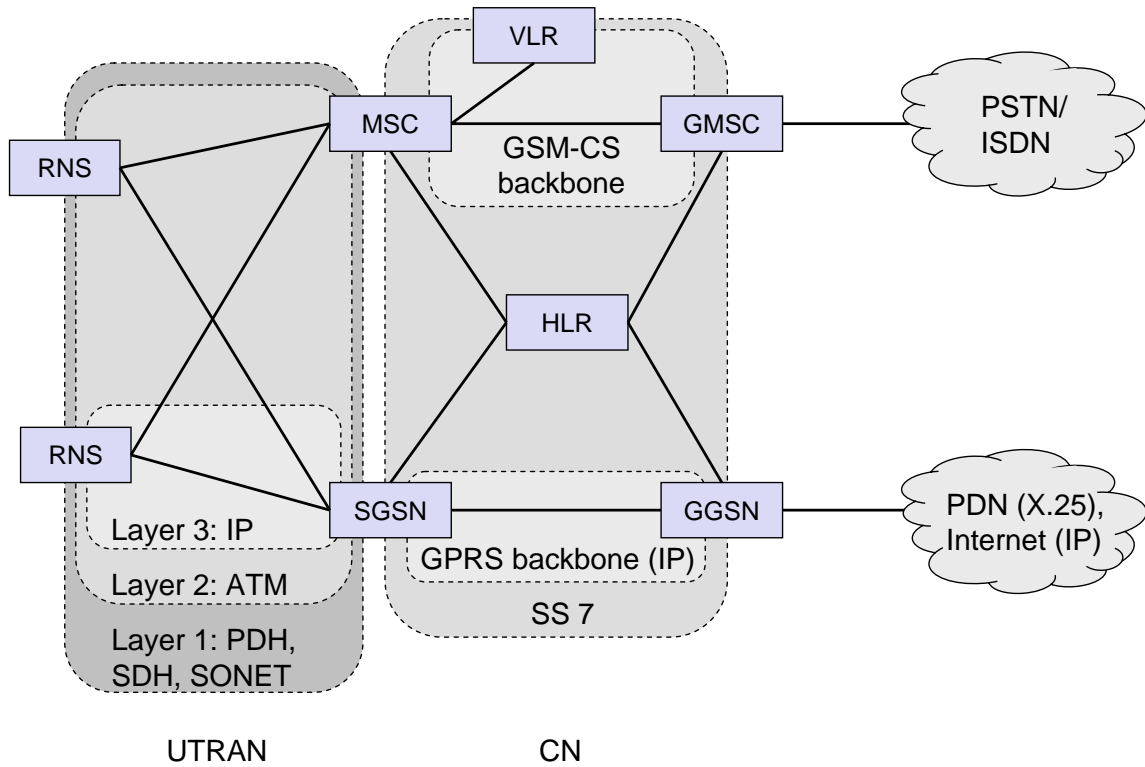 VLR
MSC
GMSC
PSTN/
ISDN
GSM-CS
backbone
RNS
HLR
RNS
SGSN
GGSN
PDN (X.25),
Internet (IP)
Layer 3: IP
GPRS backbone (IP)
Layer 2: ATM
SS 7
Layer 1: PDH,
SDH, SONET
UTRAN
CN